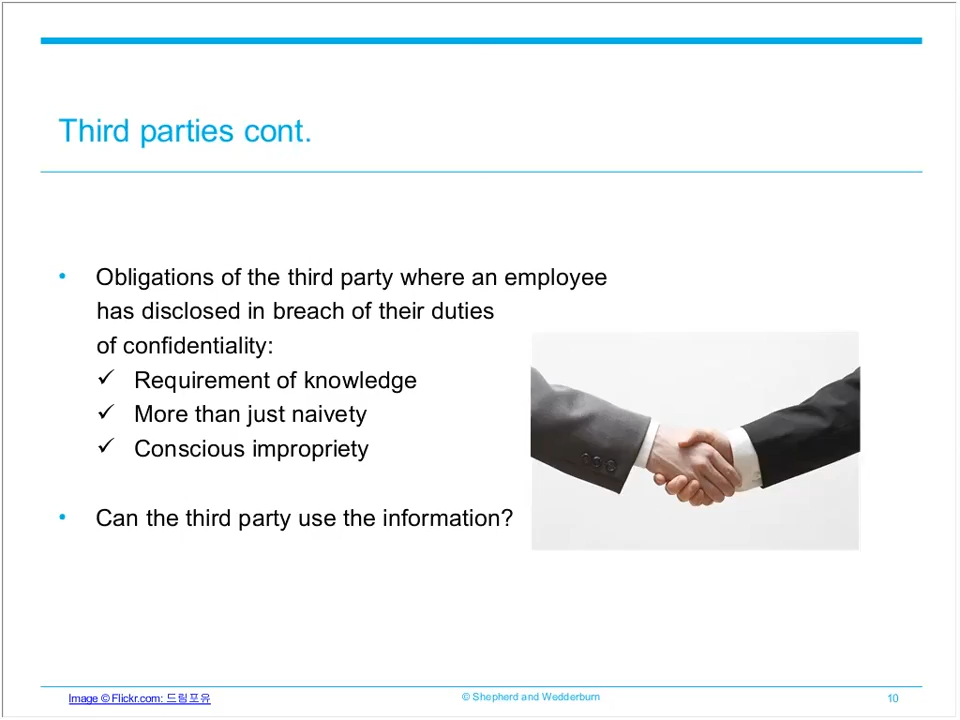 Third parties cont.
• Obligations of the third party where an employee
has disclosed in breach of their duties
of confidentiality:
✓ Requirement of knowledge
✓ More than just naivety
✓ Conscious impropriety
• Can the third party use the information?
Image © Flickr.com: 드림포유
© Shepherd and Wedderburn
10